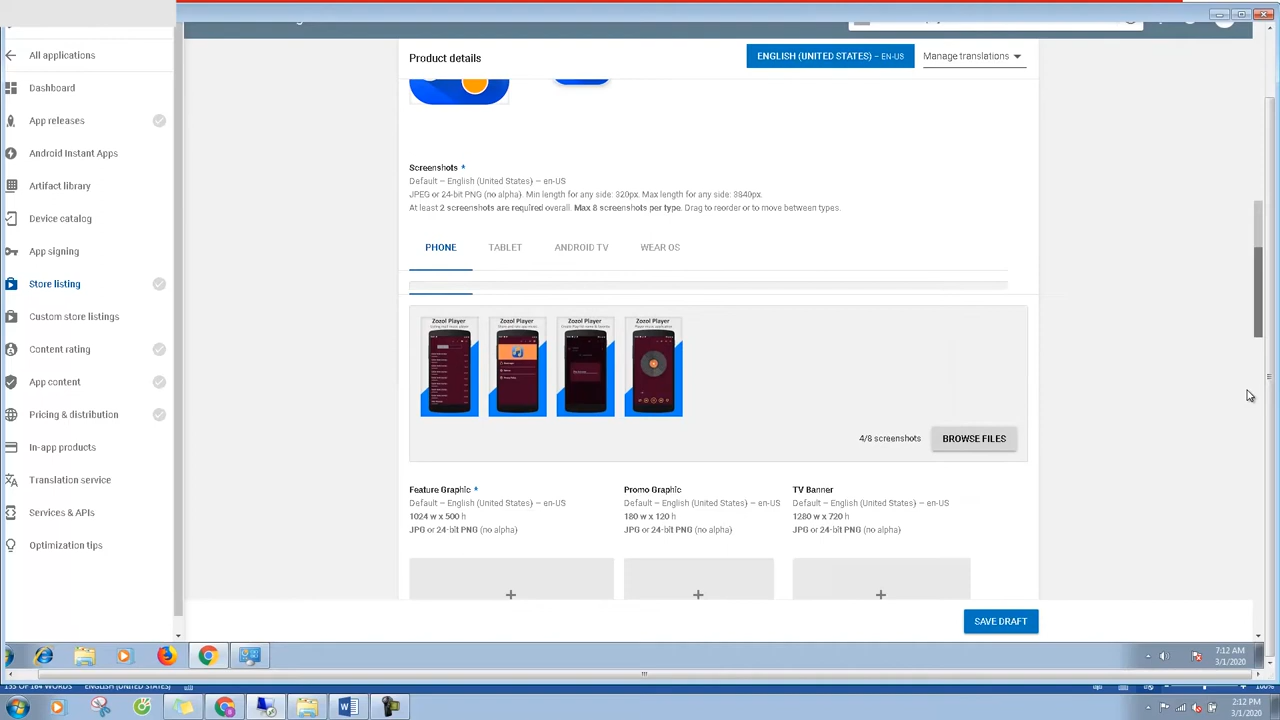 All applications
Dashboard
App releases
Android Instant Apps
Artifact library
Device catalog
App signing
Store listing
Custom store listings
Content rating
App content
Pricing & distribution
In-app products
Translation service
Services & APIs
Optimization tips
Product details
ENGLISH (UNITED STATES) – EN-US
Manage translations
Screenshots *
Default – English (United States) – en-US
JPEG or 24-bit PNG (no alpha). Min length for any side: 320px. Max length for any side: 3840px.
At least 2 screenshots are required overall. Max 8 screenshots per type. Drag to reorder or to move between types.
PHONE
TABLET
ANDROID TV
WEAR OS
Zozol Player
Zozol Player
Zozol Player
Zozol Player
4/8 screenshots
BROWSE FILES
Feature Graphic *
Default – English (United States) – en-US
1024 w x 500 h
JPG or 24-bit PNG (no alpha)
Promo Graphic
Default – English (United States) – en-US
180 w x 120 h
JPG or 24-bit PNG (no alpha)
TV Banner
Default – English (United States) – en-US
1280 w x 720 h
JPG or 24-bit PNG (no alpha)
SAVE DRAFT
7:12 AM
3/1/2020
155 OF 164 WORDS
ENGLISH (UNITED STATES)
100%
2:12 PM
3/1/2020